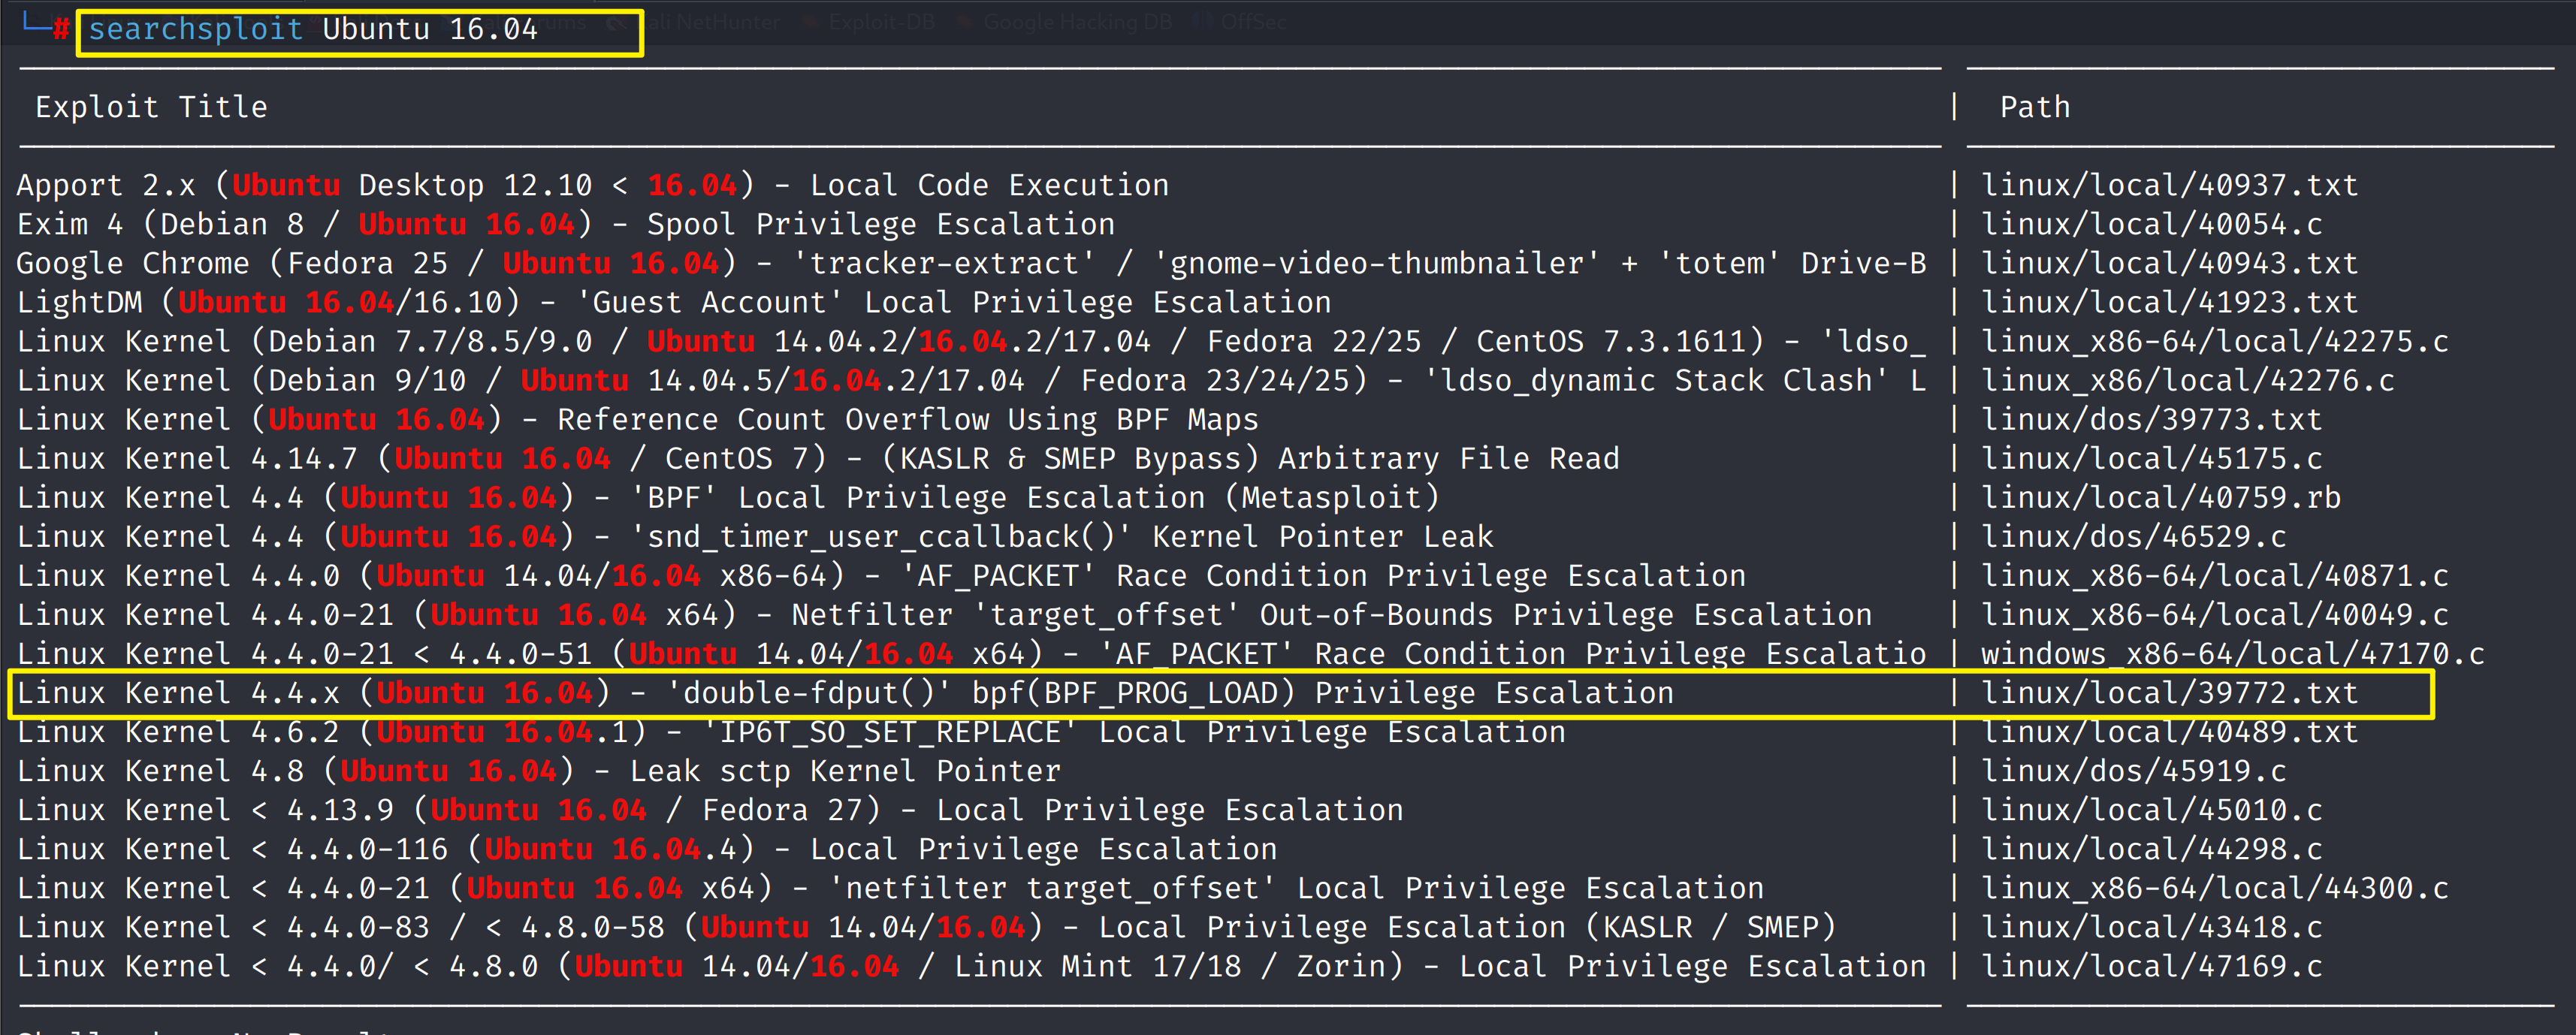 # searchsploit Ubuntu 16.04 Forums Kali NetHunter Exploit-DB Google Hacking DB OffSec
Exploit Title | Path
Apport 2.x (Ubuntu Desktop 12.10 < 16.04) - Local Code Execution | linux/local/40937.txt
Exim 4 (Debian 8 / Ubuntu 16.04) - Spool Privilege Escalation | linux/local/40054.c
Google Chrome (Fedora 25 / Ubuntu 16.04) - 'tracker-extract' / 'gnome-video-thumbnailer' + 'totem' Drive-B | linux/local/40943.txt
LightDM (Ubuntu 16.04/16.10) - 'Guest Account' Local Privilege Escalation | linux/local/41923.txt
Linux Kernel (Debian 7.7/8.5/9.0 / Ubuntu 14.04.2/16.04.2/17.04 / Fedora 22/25 / CentOS 7.3.1611) - 'ldso_ | linux_x86-64/local/42275.c
Linux Kernel (Debian 9/10 / Ubuntu 14.04.5/16.04.2/17.04 / Fedora 23/24/25) - 'ldso_dynamic Stack Clash' L | linux_x86/local/42276.c
Linux Kernel (Ubuntu 16.04) - Reference Count Overflow Using BPF Maps | linux/dos/39773.txt
Linux Kernel 4.14.7 (Ubuntu 16.04 / CentOS 7) - (KASLR & SMEP Bypass) Arbitrary File Read | linux/local/45175.c
Linux Kernel 4.4 (Ubuntu 16.04) - 'BPF' Local Privilege Escalation (Metasploit) | linux/local/40759.rb
Linux Kernel 4.4 (Ubuntu 16.04) - 'snd_timer_user_ccallback()' Kernel Pointer Leak | linux/dos/46529.c
Linux Kernel 4.4.0 (Ubuntu 14.04/16.04 x86-64) - 'AF_PACKET' Race Condition Privilege Escalation | linux_x86-64/local/40871.c
Linux Kernel 4.4.0-21 (Ubuntu 16.04 x64) - Netfilter 'target_offset' Out-of-Bounds Privilege Escalation | linux_x86-64/local/40049.c
Linux Kernel 4.4.0-21 < 4.4.0-51 (Ubuntu 14.04/16.04 x64) - 'AF_PACKET' Race Condition Privilege Escalatio | windows_x86-64/local/47170.c
Linux Kernel 4.4.x (Ubuntu 16.04) - 'double-fdput()' bpf(BPF_PROG_LOAD) Privilege Escalation | linux/local/39772.txt
Linux Kernel 4.6.2 (Ubuntu 16.04.1) - 'IP6T_SO_SET_REPLACE' Local Privilege Escalation | linux/local/40489.txt
Linux Kernel 4.8 (Ubuntu 16.04) - Leak sctp Kernel Pointer | linux/dos/45919.c
Linux Kernel < 4.13.9 (Ubuntu 16.04 / Fedora 27) - Local Privilege Escalation | linux/local/45010.c
Linux Kernel < 4.4.0-116 (Ubuntu 16.04.4) - Local Privilege Escalation | linux/local/44298.c
Linux Kernel < 4.4.0-21 (Ubuntu 16.04 x64) - 'netfilter target_offset' Local Privilege Escalation | linux_x86-64/local/44300.c
Linux Kernel < 4.4.0-83 / < 4.8.0-58 (Ubuntu 14.04/16.04) - Local Privilege Escalation (KASLR / SMEP) | linux/local/43418.c
Linux Kernel < 4.4.0/ < 4.8.0 (Ubuntu 14.04/16.04 / Linux Mint 17/18 / Zorin) - Local Privilege Escalation | linux/local/47169.c